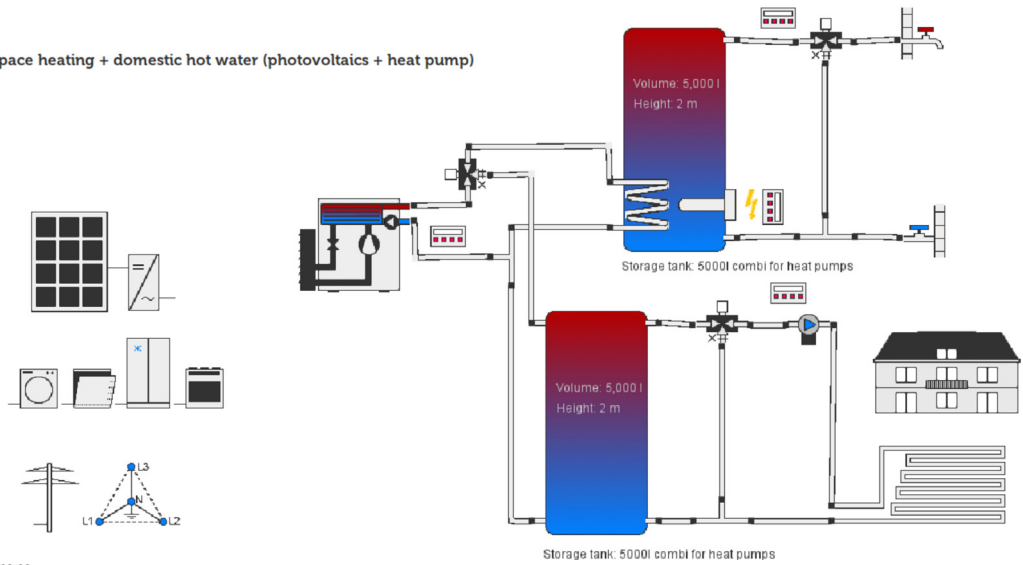 pace heating + domestic hot water (photovoltaics + heat pump)
Volume: 5,000 l
Height: 2 m
Storage tank: 5000l combi for heat pumps
Volume: 5,000 l
Height: 2 m
L3
N
L1
L2
Storage tank: 5000l combi for heat pumps